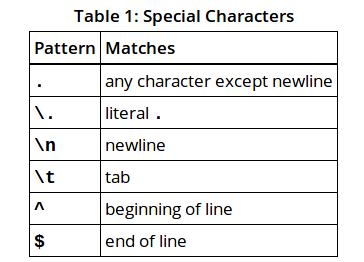 Table 1: Special Characters
Pattern Matches
. any character except newline
\. literal .
\n newline
\t tab
^ beginning of line
$ end of line